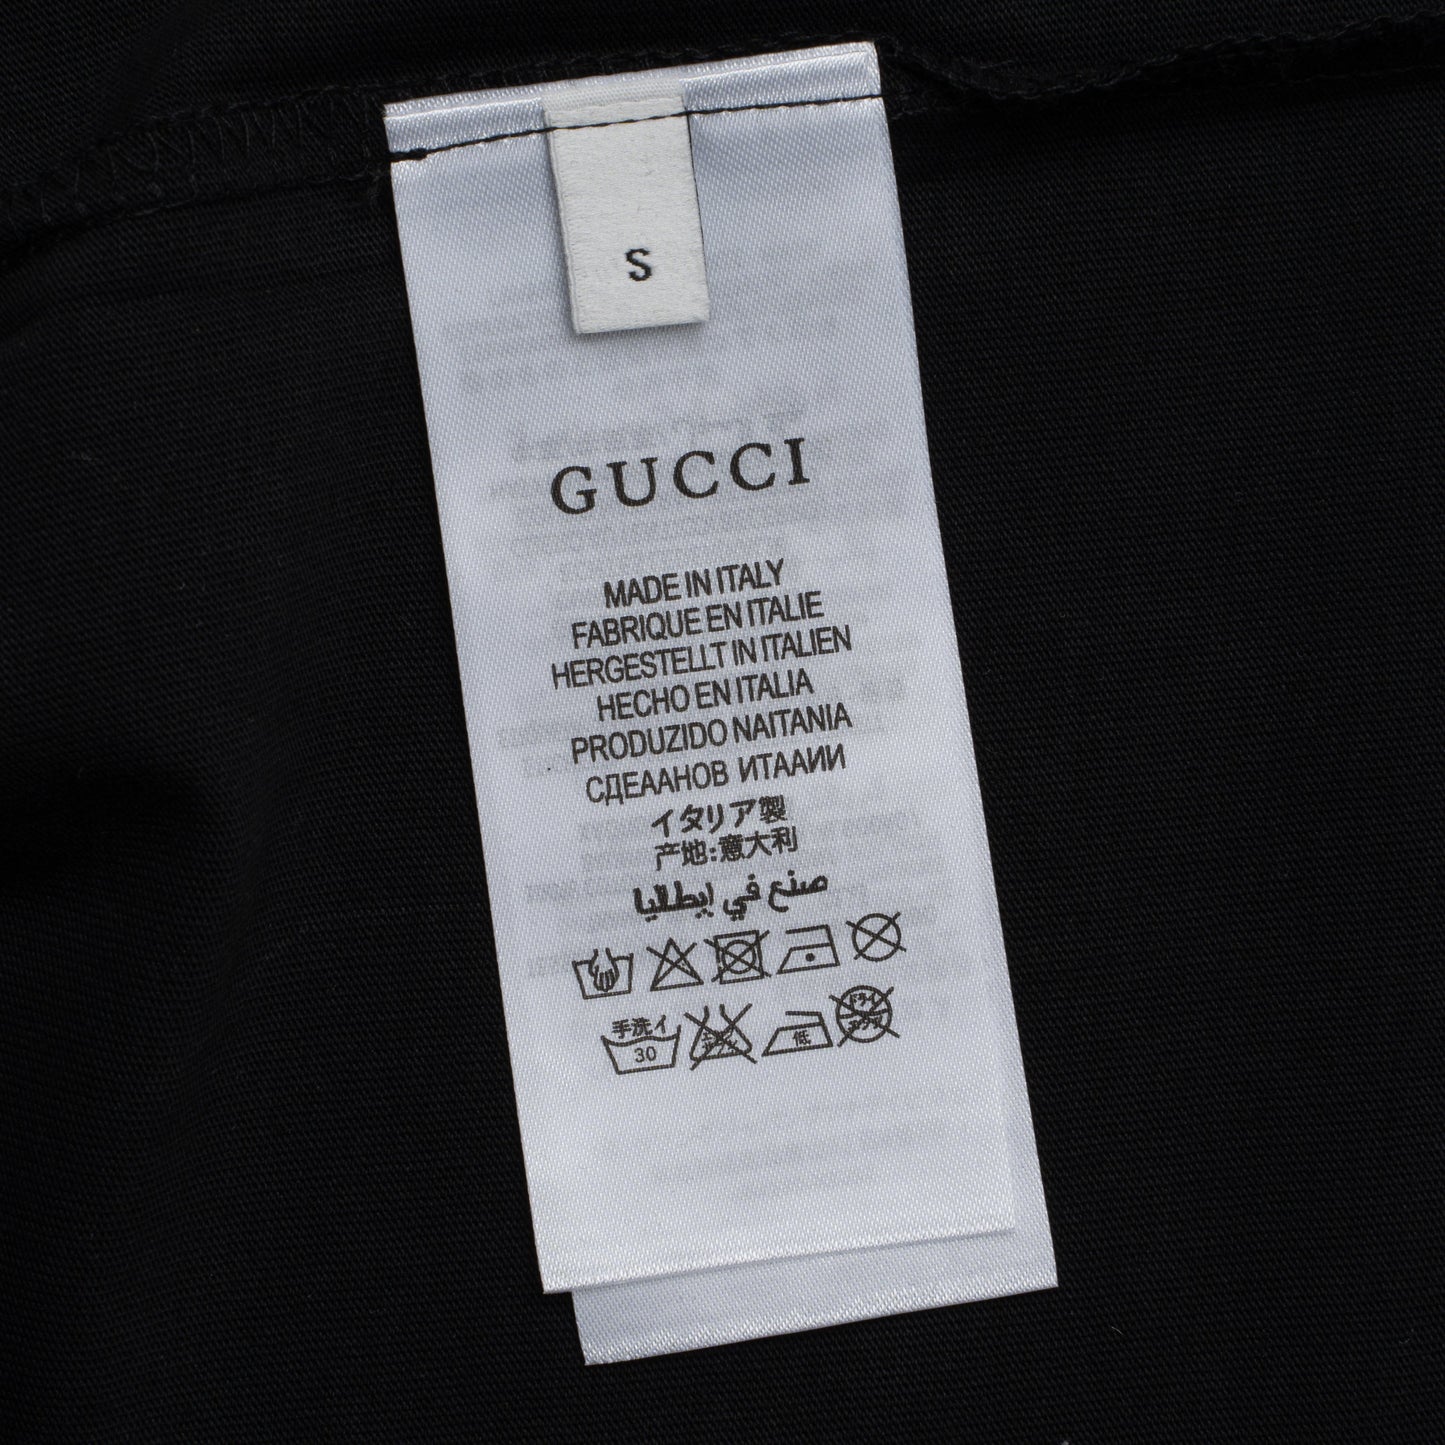 S
GUCCI
MADE IN ITALY
FABRIQUE EN ITALIE
HERGESTELLT IN ITALIEN
HECHO EN ITALIA
PRODUZIDO NAITANIA
СДЕААНОВ ИТААИИ
イタリア製
产地:意大利
صنع في إيطاليا
手洗イ
30
低